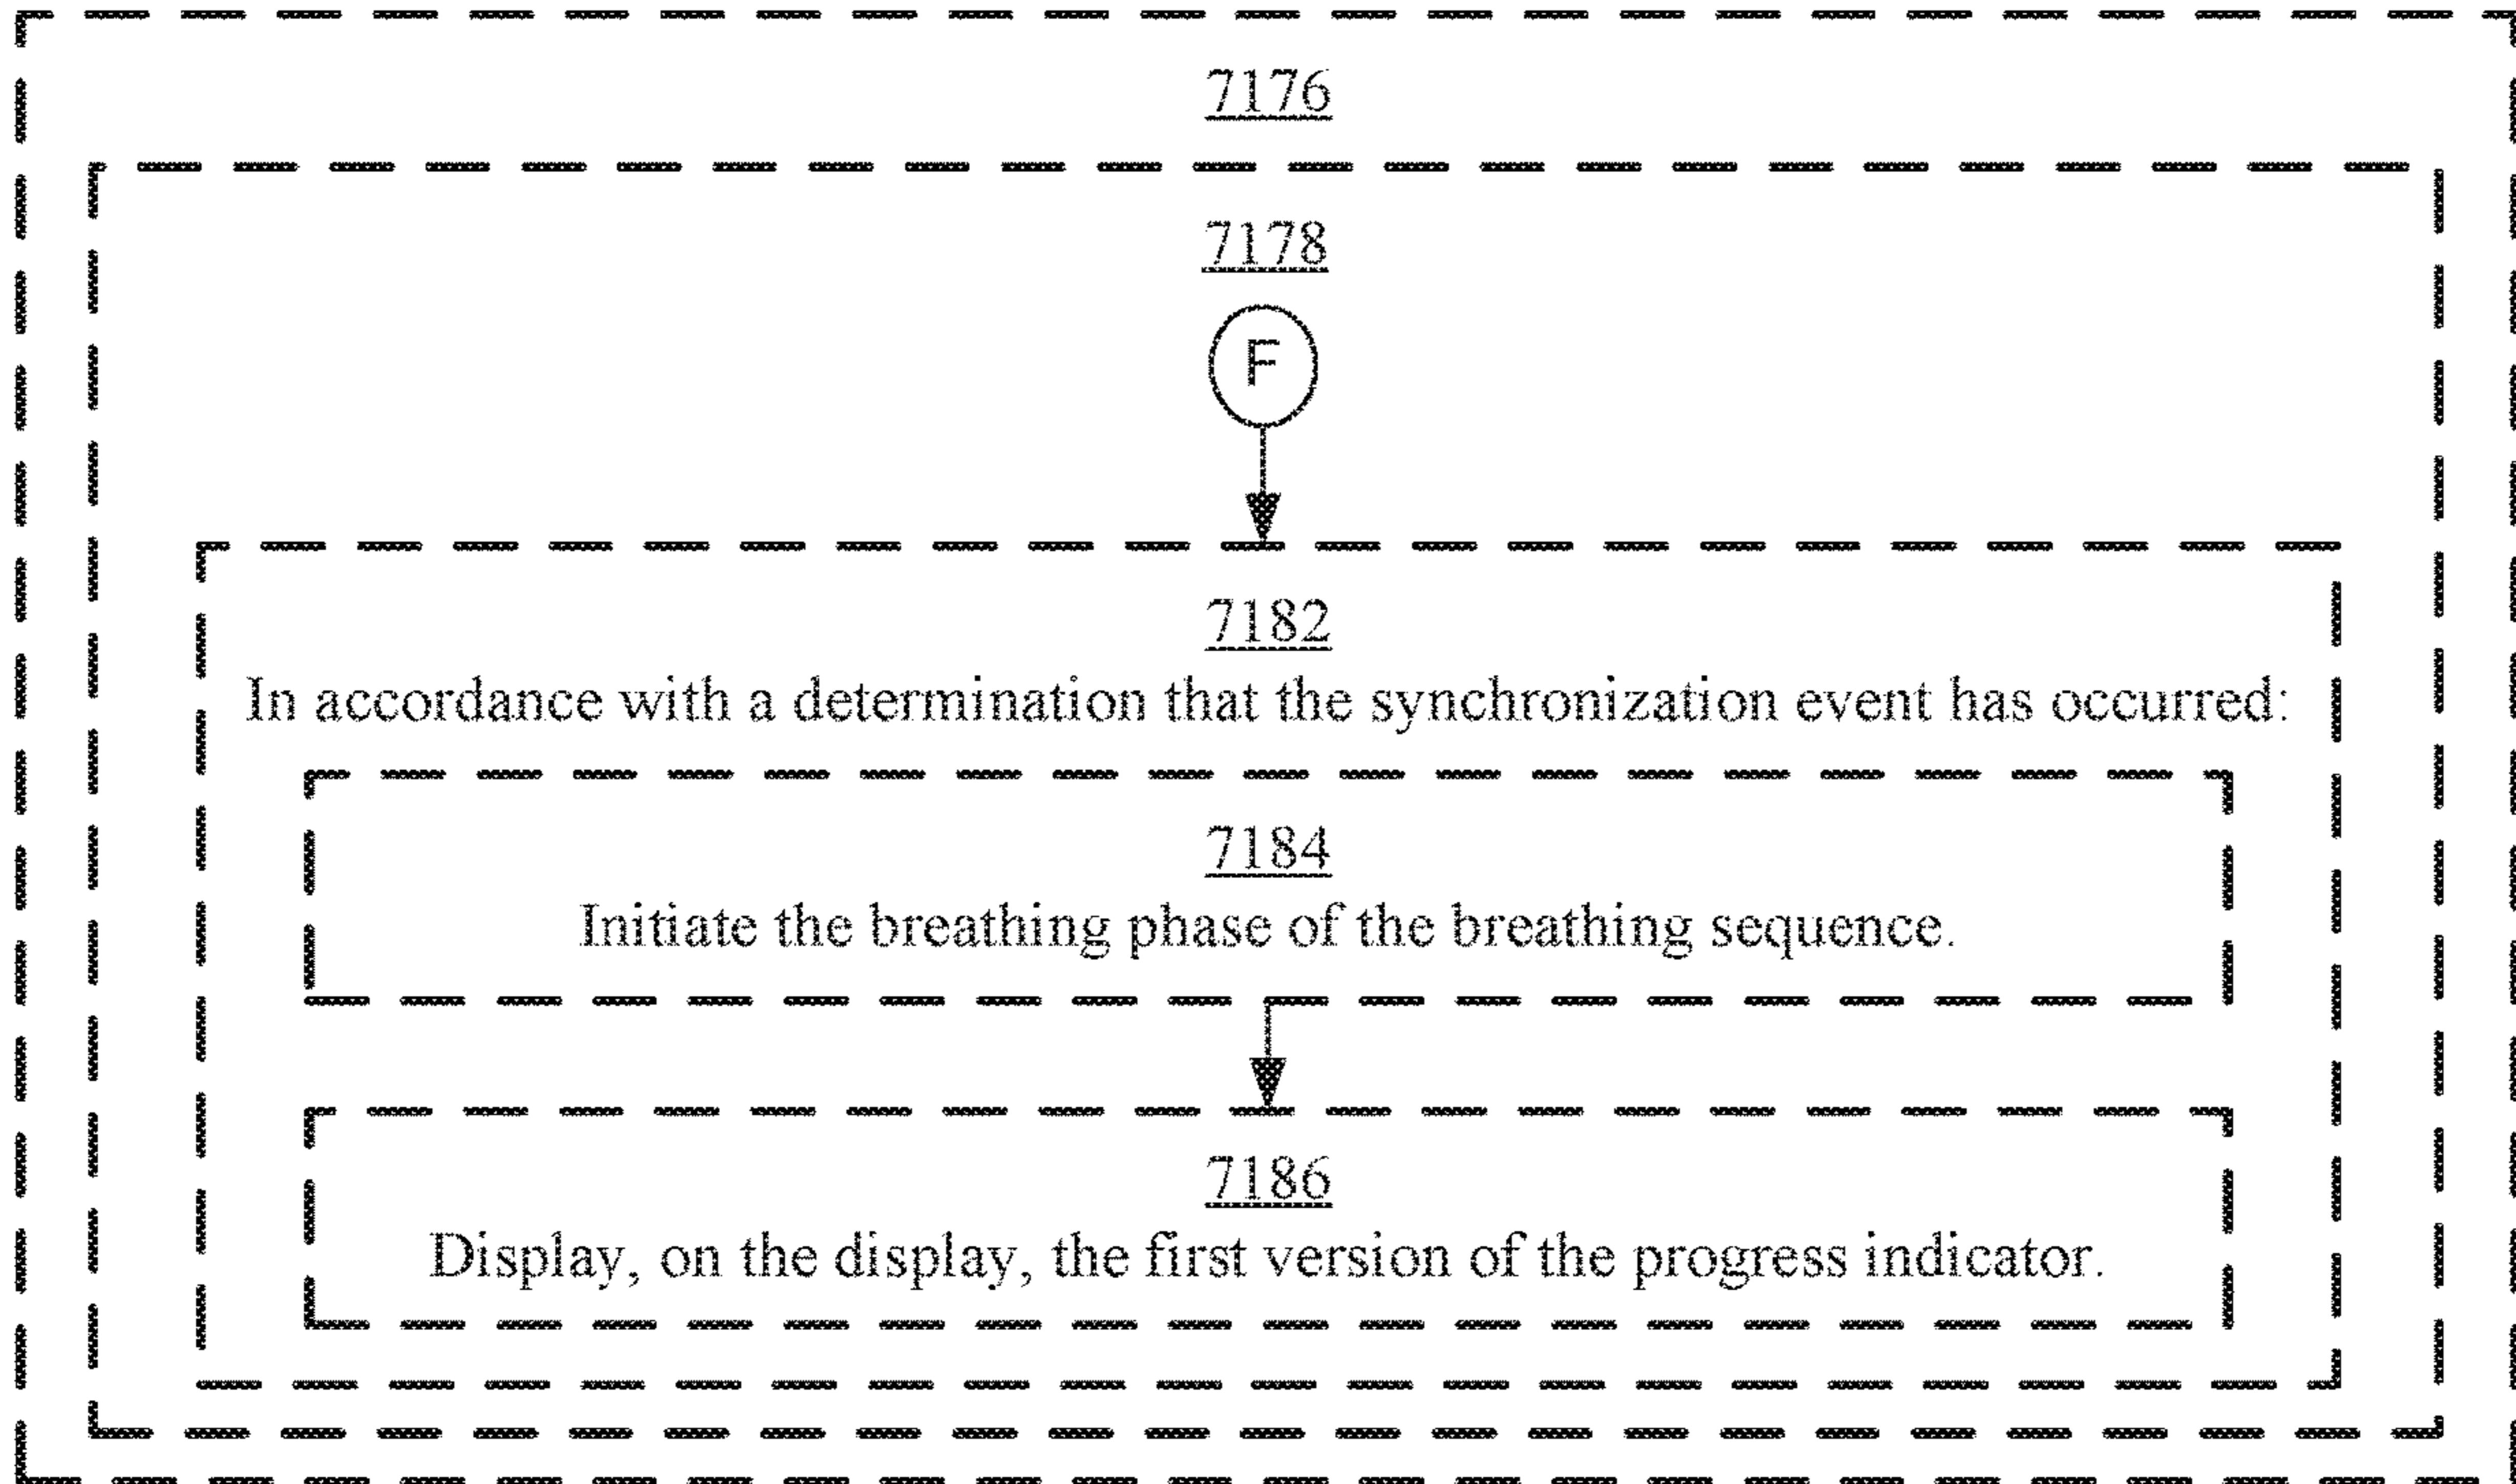 7176
7178
F
7182
In accordance with a determination that the synchronization event has occurred:
7184
Initiate the breathing phase of the breathing sequence.
7186
Display, on the display, the first version of the progress indicator.